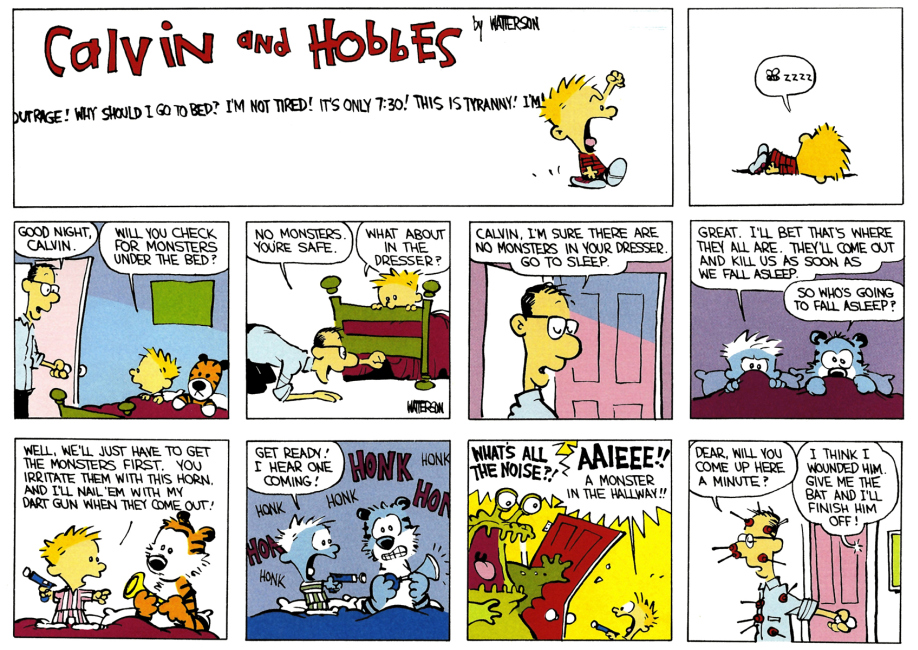 CALVIN AND HOBBES
by WATTERSON
OUTRAGE! WHY SHOULD I GO TO BED? I'M NOT TIRED! IT'S ONLY 7:30! THIS IS TYRANNY! I'M!
ZZZZ
GOOD NIGHT,
CALVIN.
WILL YOU CHECK
FOR MONSTERS
UNDER THE BED?
NO MONSTERS.
YOU'RE SAFE.
WHAT ABOUT
IN THE
DRESSER?
WATTERSON
CALVIN, I'M SURE THERE ARE
NO MONSTERS IN YOUR DRESSER.
GO TO SLEEP.
GREAT. I'LL BET THAT'S WHERE
THEY ALL ARE. THEY'LL COME OUT
AND KILL US AS SOON AS
WE FALL ASLEEP.
SO WHO'S GOING
TO FALL ASLEEP?
WELL, WE'LL JUST HAVE TO GET
THE MONSTERS FIRST. YOU
IRRITATE THEM WITH THIS HORN.
AND I'LL NAIL 'EM WITH MY
DART GUN WHEN THEY COME OUT!
GET READY!
I HEAR ONE
COMING!
HONK
HONK
HONK
HON
HONK
HON
HONK
WHAT'S ALL
THE NOISE?!
AAIEEE!!
A MONSTER
IN THE HALLWAY!!
DEAR, WILL YOU
COME UP HERE
A MINUTE?
I THINK I
WOUNDED HIM.
GIVE ME THE
BAT AND I'LL
FINISH HIM
OFF!